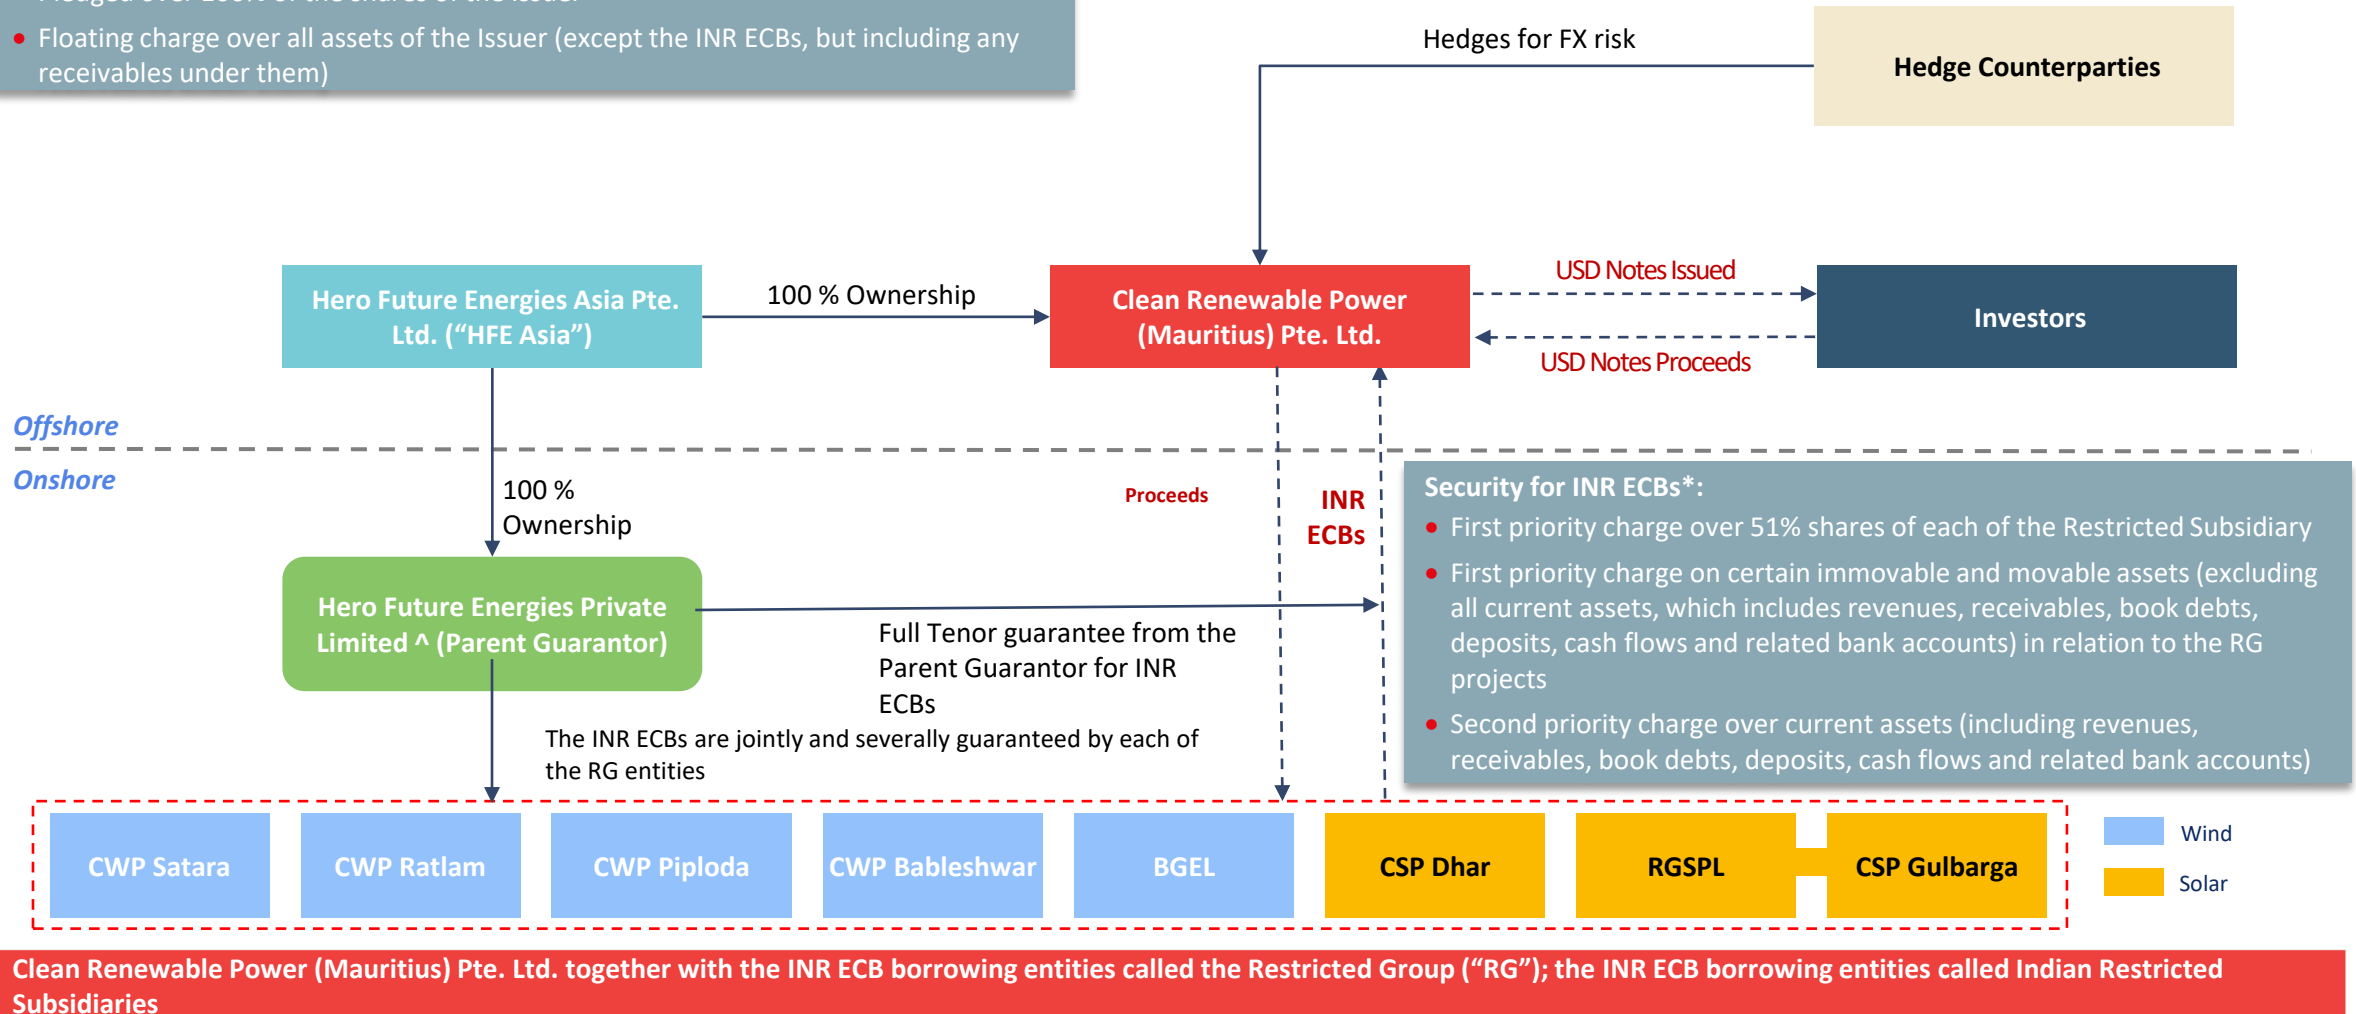 • Floating charge over all assets of the Issuer (except the INR ECBs, but including any
receivables under them)
Hedges for FX risk
Hedge Counterparties
Hero Future Energies Asia Pte.
Ltd. (“HFE Asia”)
100 % Ownership
Clean Renewable Power
(Mauritius) Pte. Ltd.
USD Notes Issued
USD Notes Proceeds
Investors
Offshore
Onshore
100 %
Ownership
Proceeds
INR
ECBs
Security for INR ECBs*:
• First priority charge over 51% shares of each of the Restricted Subsidiary
• First priority charge on certain immovable and movable assets (excluding
all current assets, which includes revenues, receivables, book debts,
deposits, cash flows and related bank accounts) in relation to the RG
projects
• Second priority charge over current assets (including revenues,
receivables, book debts, deposits, cash flows and related bank accounts)
Hero Future Energies Private
Limited ^ (Parent Guarantor)
Full Tenor guarantee from the
Parent Guarantor for INR
ECBs
The INR ECBs are jointly and severally guaranteed by each of
the RG entities
CWP Satara
CWP Ratlam
CWP Piploda
CWP Bableshwar
BGEL
CSP Dhar
RGSPL
CSP Gulbarga
Wind
Solar
Clean Renewable Power (Mauritius) Pte. Ltd. together with the INR ECB borrowing entities called the Restricted Group (“RG”); the INR ECB borrowing entities called Indian Restricted
Subsidiaries